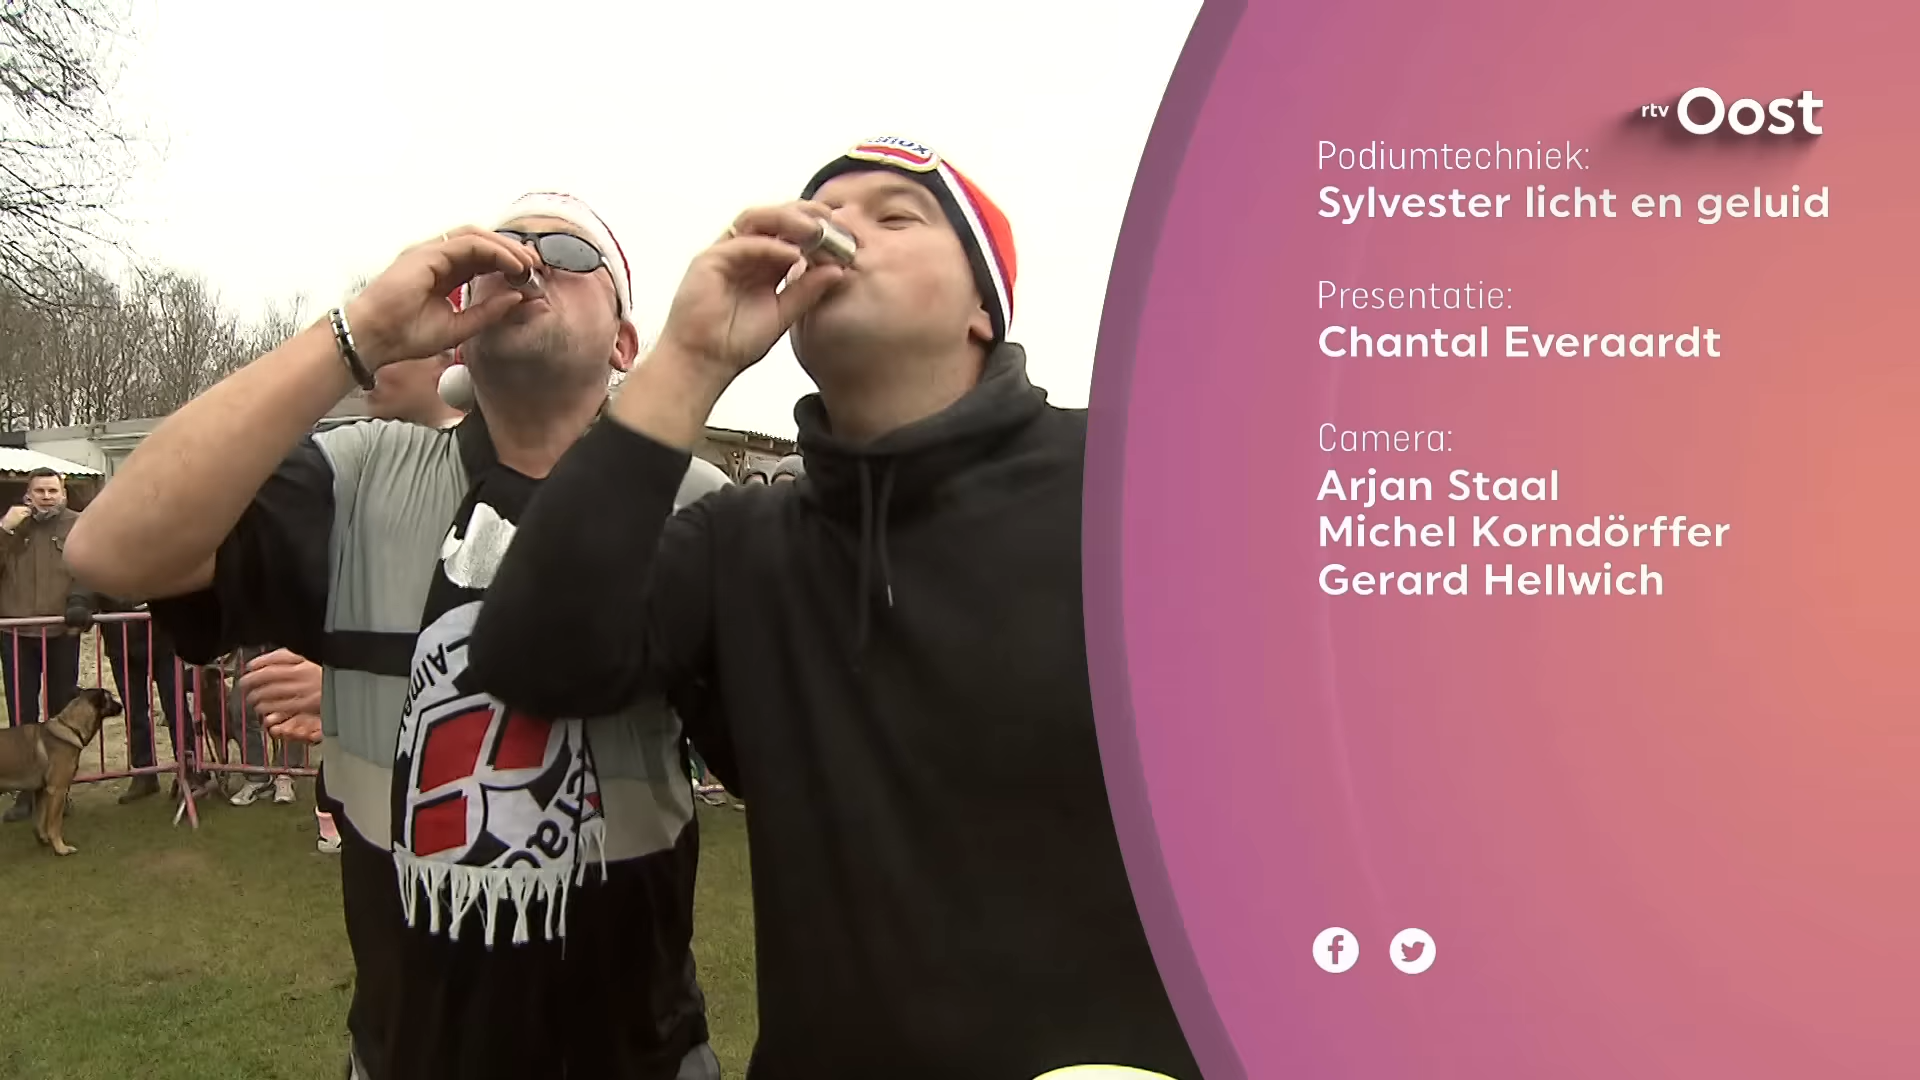 rtv Oost
Podiumtechniek:
Sylvester licht en geluid
Presentatie:
Chantal Everaardt
Camera:
Arjan Staal
Michel Korndörffer
Gerard Hellwich